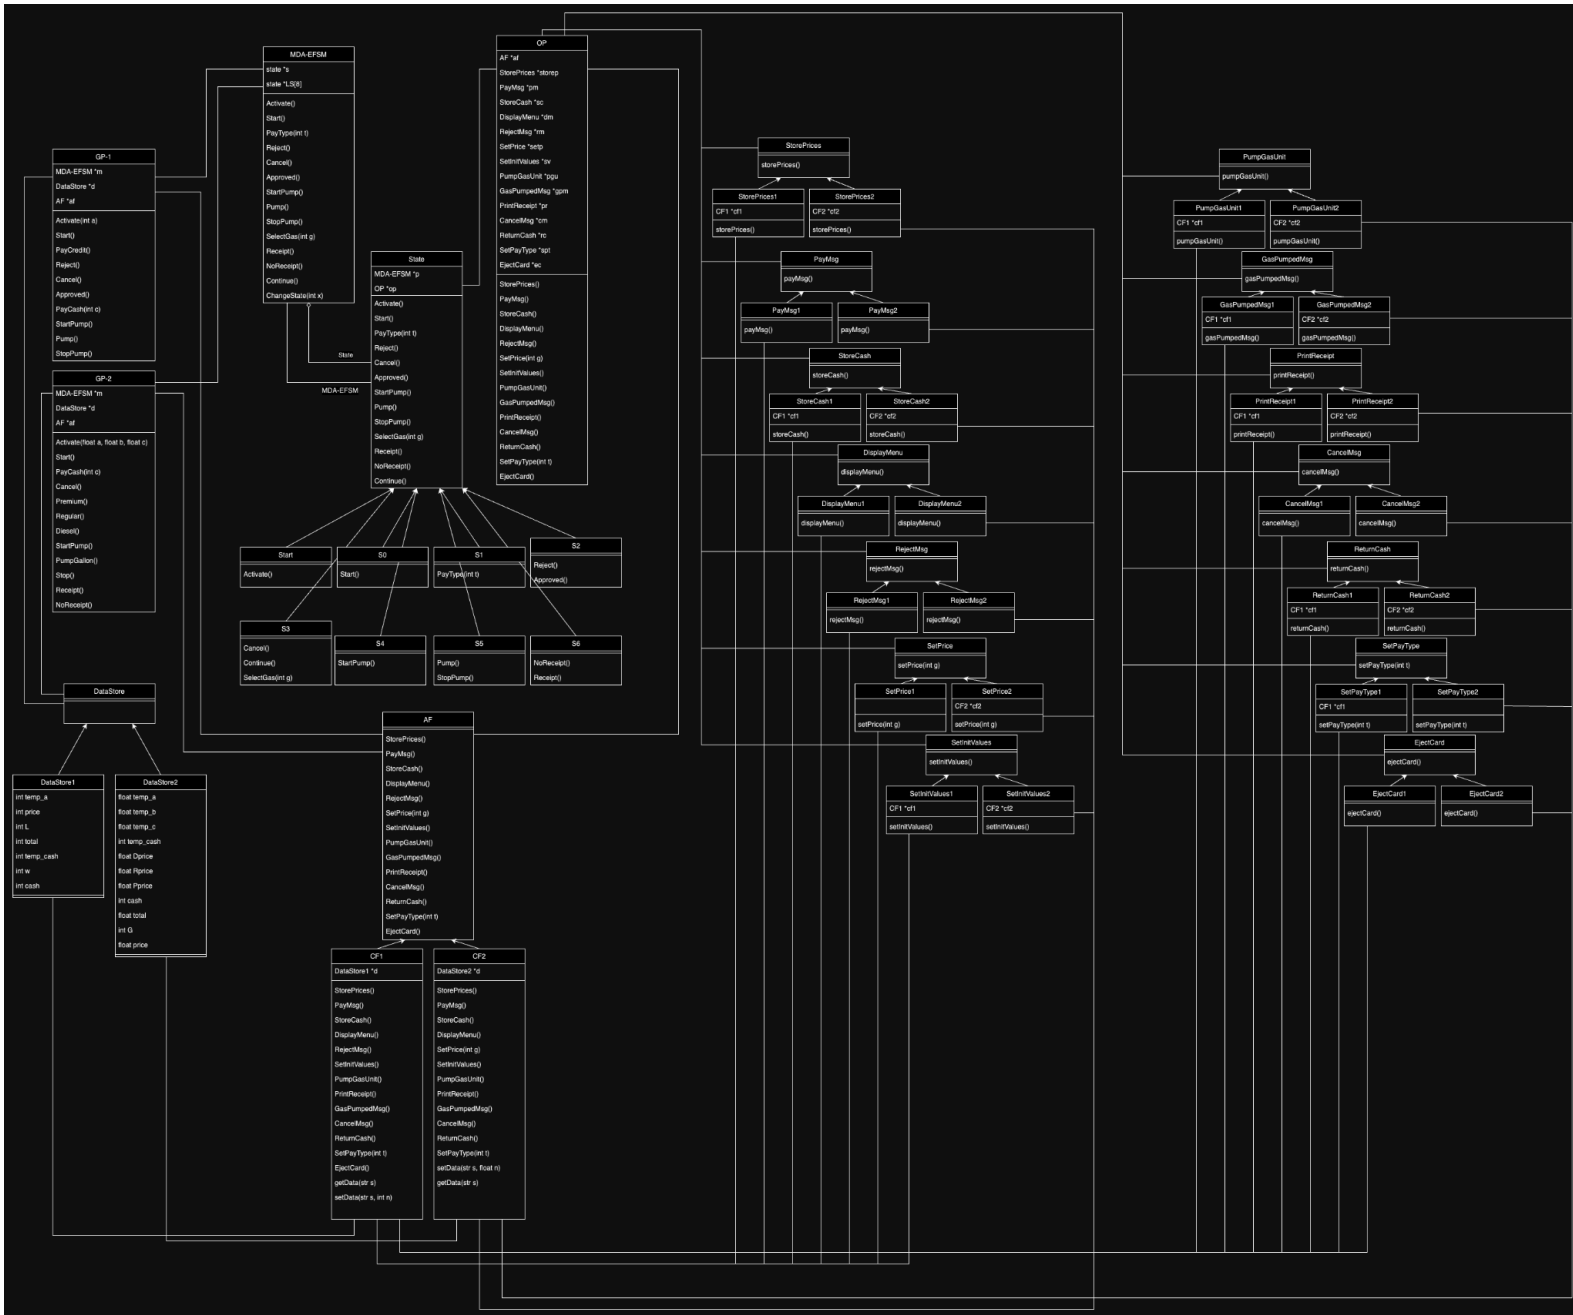 MDA-EFSM
state *s
state *LS[8]
Activate()
Start()
PayType(int t)
Reject()
Cancel()
Approved()
StartPump()
Pump()
StopPump()
SelectGas(int g)
Receipt()
NoReceipt()
Continue()
ChangeState(int x)
OP
AF *af
StorePrices *storep
PayMsg *pm
StoreCash *sc
DisplayMenu *dm
RejectMsg *rm
SetPrice *setp
SetInitValues *sv
PumpGasUnit *pgu
GasPumpedMsg *gpm
PrintReceipt *pr
CancelMsg *cm
ReturnCash *rc
SetPayType *spt
EjectCard *ec
StorePrices()
PayMsg()
StoreCash()
DisplayMenu()
RejectMsg()
SetPrice(int g)
SetInitValues()
PumpGasUnit()
GasPumpedMsg()
PrintReceipt()
CancelMsg()
ReturnCash()
SetPayType(int t)
EjectCard()
GP-1
MDA-EFSM *m
DataStore *d
AF *af
Activate(int a)
Start()
PayCredit()
Reject()
Cancel()
Approved()
PayCash(int c)
StartPump()
Pump()
StopPump()
GP-2
MDA-EFSM *m
DataStore *d
AF *af
Activate(float a, float b, float c)
Start()
PayCash(int c)
Cancel()
Premium()
Regular()
Diesel()
StartPump()
PumpGallon()
Stop()
Receipt()
NoReceipt()
State
MDA-EFSM *p
OP *op
Activate()
Start()
PayType(int t)
Reject()
Cancel()
Approved()
StartPump()
Pump()
StopPump()
SelectGas(int g)
Receipt()
NoReceipt()
Continue()
State
MDA-EFSM
Start
Activate()
S0
Start()
S1
PayType(int t)
S2
Reject()
Approved()
S3
Cancel()
Continue()
SelectGas(int g)
S4
StartPump()
S5
Pump()
StopPump()
S6
NoReceipt()
Receipt()
DataStore
DataStore1
int temp_a
int price
int L
int total
int temp_cash
int w
int cash
DataStore2
float temp_a
float temp_b
float temp_c
int temp_cash
float Dprice
float Rprice
float Pprice
int cash
float total
int G
float price
AF
StorePrices()
PayMsg()
StoreCash()
DisplayMenu()
RejectMsg()
SetPrice(int g)
SetInitValues()
PumpGasUnit()
GasPumpedMsg()
PrintReceipt()
CancelMsg()
ReturnCash()
SetPayType(int t)
EjectCard()
CF1
DataStore1 *d
StorePrices()
PayMsg()
StoreCash()
DisplayMenu()
RejectMsg()
SetInitValues()
PumpGasUnit()
PrintReceipt()
GasPumpedMsg()
CancelMsg()
ReturnCash()
SetPayType(int t)
EjectCard()
getData(str s)
setData(str s, int n)
CF2
DataStore2 *d
StorePrices()
PayMsg()
StoreCash()
DisplayMenu()
SetPrice(int g)
SetInitValues()
PumpGasUnit()
PrintReceipt()
GasPumpedMsg()
CancelMsg()
ReturnCash()
SetPayType(int t)
setData(str s, float n)
getData(str s)
StorePrices
storePrices()
StorePrices1
CF1 *cf1
storePrices()
StorePrices2
CF2 *cf2
storePrices()
PayMsg
payMsg()
PayMsg1
payMsg()
PayMsg2
payMsg()
StoreCash
storeCash()
StoreCash1
CF1 *cf1
storeCash()
StoreCash2
CF2 *cf2
storeCash()
DisplayMenu
displayMenu()
DisplayMenu1
displayMenu()
DisplayMenu2
displayMenu()
RejectMsg
rejectMsg()
RejectMsg1
rejectMsg()
RejectMsg2
rejectMsg()
SetPrice
setPrice(int g)
SetPrice1
setPrice(int g)
SetPrice2
CF2 *cf2
setPrice(int g)
SetInitValues
setInitValues()
SetInitValues1
CF1 *cf1
setInitValues()
SetInitValues2
CF2 *cf2
setInitValues()
PumpGasUnit
pumpGasUnit()
PumpGasUnit1
CF1 *cf1
pumpGasUnit()
PumpGasUnit2
CF2 *cf2
pumpGasUnit()
GasPumpedMsg
gasPumpedMsg()
GasPumpedMsg1
CF1 *cf1
gasPumpedMsg()
GasPumpedMsg2
CF2 *cf2
gasPumpedMsg()
PrintReceipt
printReceipt()
PrintReceipt1
CF1 *cf1
printReceipt()
PrintReceipt2
CF2 *cf2
printReceipt()
CancelMsg
cancelMsg()
CancelMsg1
cancelMsg()
CancelMsg2
cancelMsg()
ReturnCash
returnCash()
ReturnCash1
CF1 *cf1
returnCash()
ReturnCash2
CF2 *cf2
returnCash()
SetPayType
setPayType(int t)
SetPayType1
CF1 *cf1
setPayType(int t)
SetPayType2
setPayType(int t)
EjectCard
ejectCard()
EjectCard1
ejectCard()
EjectCard2
ejectCard()